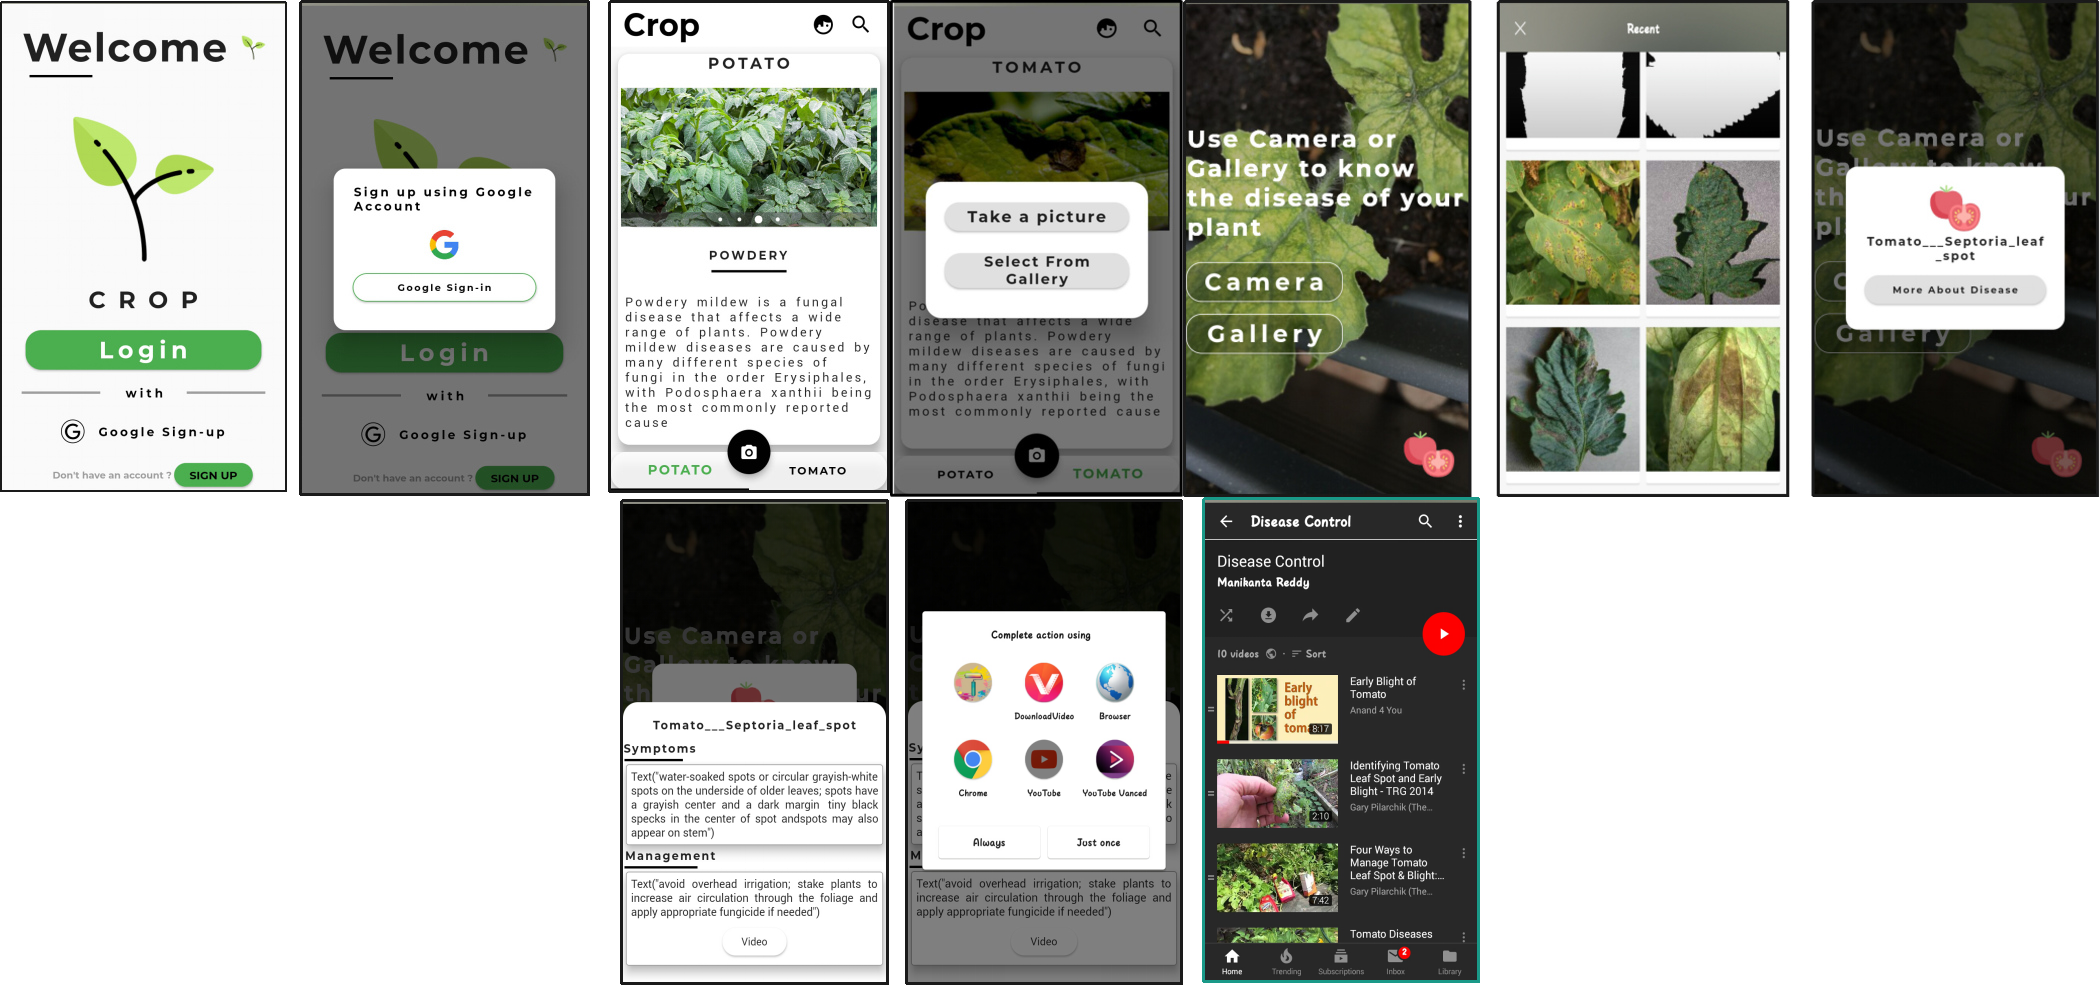 Welcome
CROP
Login
with
Google Sign-up
Don't have an account ? SIGN UP
Welcome
Sign up using Google
Account
Google Sign-in
Login
with
Google Sign-up
Don't have an account ? SIGN UP
Crop
POTATO
POWDERY
Powdery mildew is a fungal
disease that affects a wide
range of plants. Powdery
mildew diseases are caused by
many different species of
fungi in the order Erysiphales,
with Podosphaera xanthii being
the most commonly reported
cause
POTATO TOMATO
Crop
TOMATO
Take a picture
Select From
Gallery
Po
disease that affects a wide
range of plants. Powdery
mildew diseases are caused by
many different species of
fungi in the order Erysiphales,
with Podosphaera xanthii being
the most commonly reported
cause
POTATO TOMATO
Use Camera or
Gallery to know
the disease of your
plant
Camera
Gallery
X Recent
Use Camera or
Gallery to know
th ur
pla
Tomato___Septoria_leaf
_spot
More About Disease
C
Gallery
Use Camera or
Gallery to know
th ur
Tomato___Septoria_leaf_spot
Symptoms
Text("water-soaked spots or circular grayish-white
spots on the underside of older leaves; spots have
a grayish center and a dark margin tiny black
specks in the center of spot andspots may also
appear on stem")
Management
Text("avoid overhead irrigation; stake plants to
increase air circulation through the foliage and
apply appropriate fungicide if needed")
Video
Complete action using
DownloadVideo Browser
Chrome YouTube YouTube Vanced
Always Just once
Text("avoid overhead irrigation; stake plants to
increase air circulation through the foliage and
apply appropriate fungicide if needed")
Video
Disease Control
Disease Control
Manikanta Reddy
10 videos · Sort
Early
blight
of
tom
8:17
Early Blight of
Tomato
Anand 4 You
2:10
Identifying Tomato
Leaf Spot and Early
Blight - TRG 2014
Gary Pilarchik (The...
7:42
Four Ways to
Manage Tomato
Leaf Spot & Blight:...
Gary Pilarchik (The...
Tomato Diseases
2
Home Trending Subscriptions Inbox Library